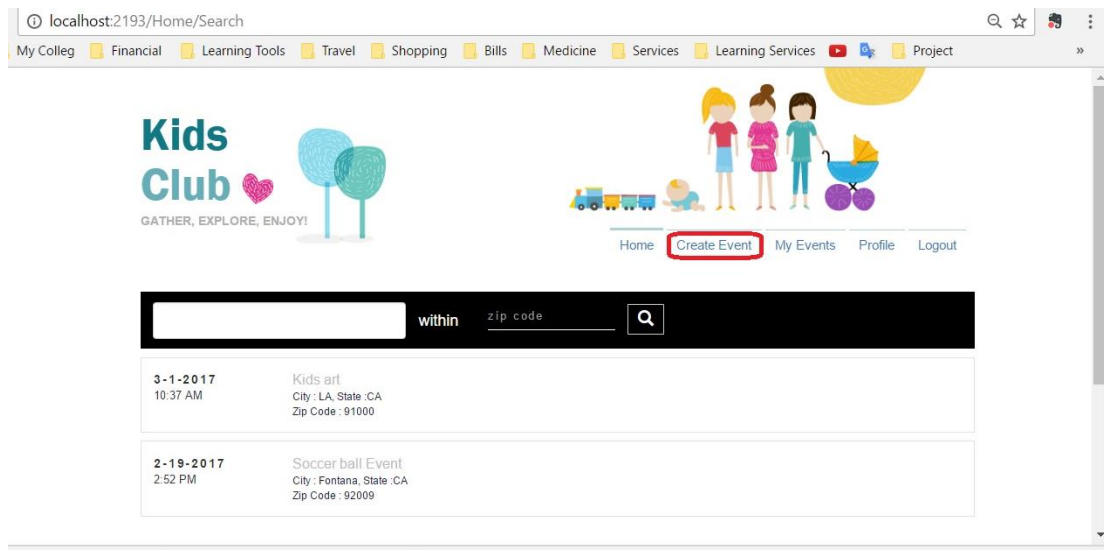 localhost:2193/Home/Search
My Colleg Financial Learning Tools Travel Shopping Bills Medicine Services Learning Services Project »
Kids
Club
GATHER, EXPLORE, ENJOY!
Home Create Event My Events Profile Logout
within zip code
3-1-2017 Kids art
10:37 AM City : LA, State :CA
Zip Code : 91000
2-19-2017 Soccer ball Event
2:52 PM City : Fontana, State :CA
Zip Code : 92009